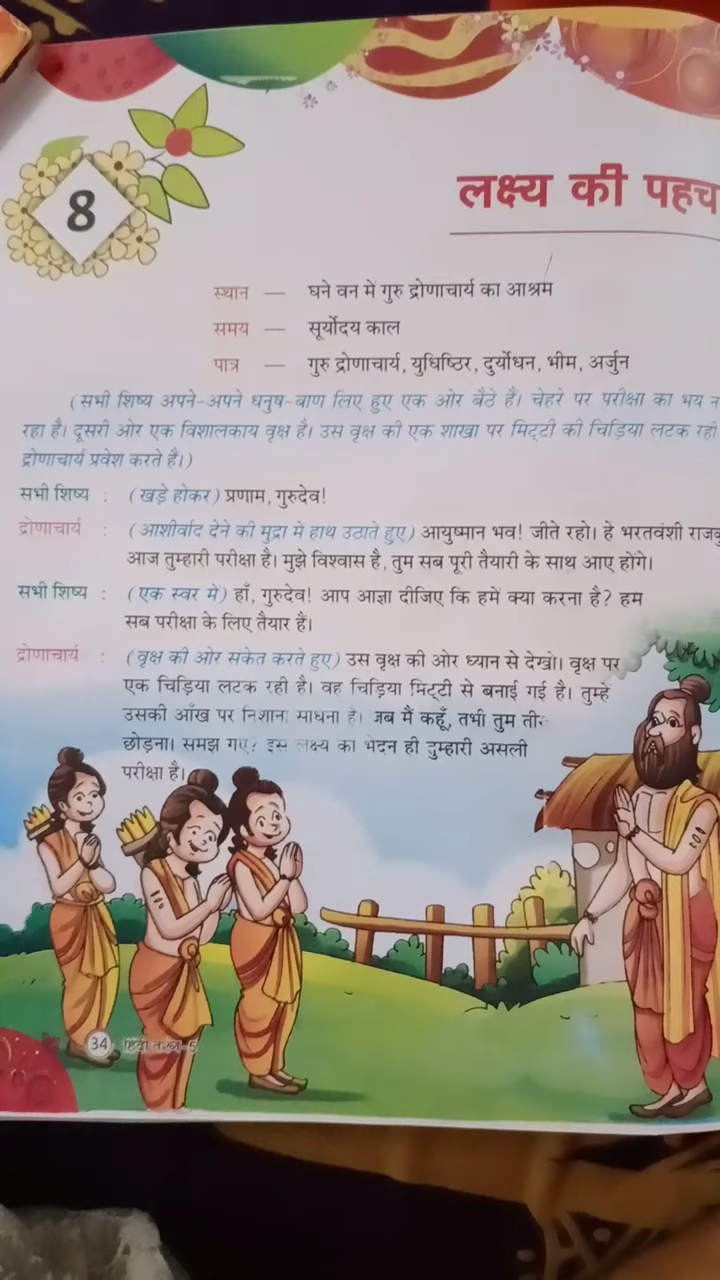 8
लक्ष्य की
स्थान — घने वन में गुरु द्रोणाचार्य का आश्रम
समय — सूर्योदय काल
पात्र — गुरु द्रोणाचार्य, युधिष्ठिर, दुर्योधन, भीम, अर्जुन
(सभी शिष्य अपने-अपने धनुष-बाण लिए हुए एक ओर बैठे हैं। चेहरे पर परीक्षा का भय
रहा है। दूसरी ओर एक विशालकाय वृक्ष है। उस वृक्ष की एक शाखा पर मिट्टी की चिड़िया लटक रही
द्रोणाचार्य प्रवेश करते हैं।)
सभी शिष्य : (खड़े होकर) प्रणाम, गुरुदेव!
द्रोणाचार्य : (आशीर्वाद देने की मुद्रा में हाथ उठाते हुए) आयुष्मान भव! जीते रहो। हे भरतवंशी
आज तुम्हारी परीक्षा है। मुझे विश्वास है, तुम सब पूरी तैयारी के साथ आए होंगे।
सभी शिष्य : (एक स्वर में) हाँ, गुरुदेव! आप आज्ञा दीजिए कि हमें क्या करना है? हम
सब परीक्षा के लिए तैयार हैं।
द्रोणाचार्य : (वृक्ष की ओर संकेत करते हुए) उस वृक्ष की ओर ध्यान से देखो। वृक्ष पर
एक चिड़िया लटक रही है। वह चिड़िया मिट्टी से बनाई गई है। तुम्हें
उसकी आँख पर निशाना साधना है। जब मैं कहूँ, तभी तुम तीर
छोड़ना। समझ गए? इस लक्ष्य का भेदन ही तुम्हारी असली
परीक्षा है।
34 हिंदी